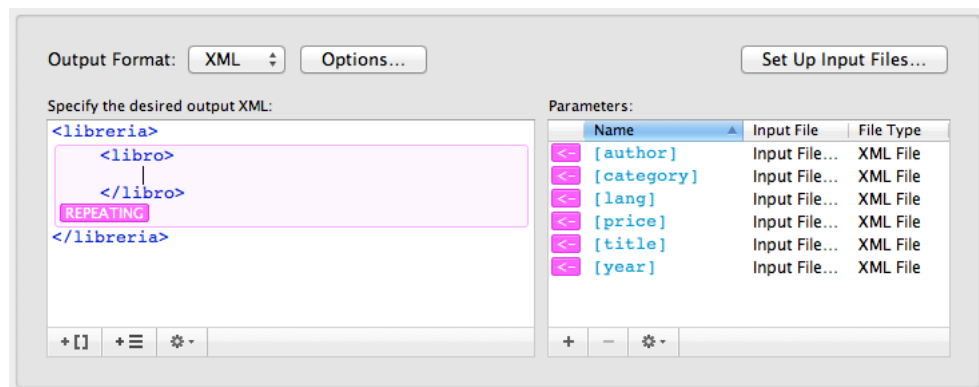 Output Format: XML Options... Set Up Input Files...
Specify the desired output XML:
<libreria>
<libro>
</libro>
REPEATING
</libreria>
+[] +
Parameters:
Name Input File File Type
<- [author] Input File... XML File
<- [category] Input File... XML File
<- [lang] Input File... XML File
<- [price] Input File... XML File
<- [title] Input File... XML File
<- [year] Input File... XML File
+ −